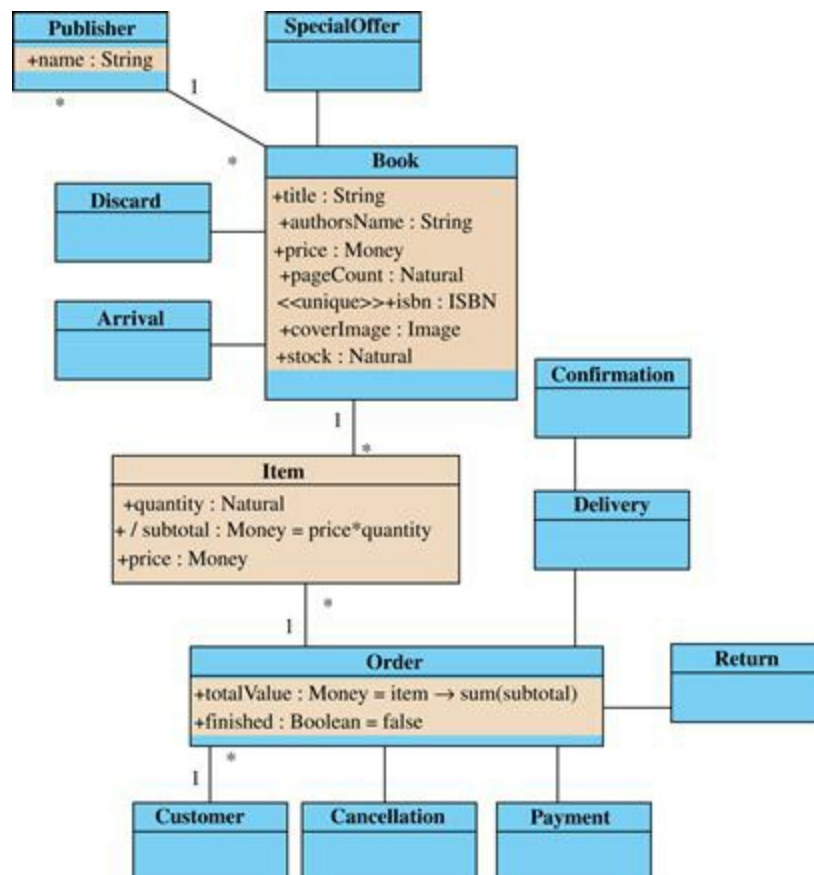 Publisher
+name : String
*
1
SpecialOffer
*
Book
+title : String
+authorsName : String
+price : Money
+pageCount : Natural
<<unique>>+isbn : ISBN
+coverImage : Image
+stock : Natural
Discard
Arrival
1
*
Confirmation
Item
+quantity : Natural
+ / subtotal : Money = price*quantity
+price : Money
Delivery
*
1
Order
+totalValue : Money = item → sum(subtotal)
+finished : Boolean = false
Return
*
1
Customer
Cancellation
Payment